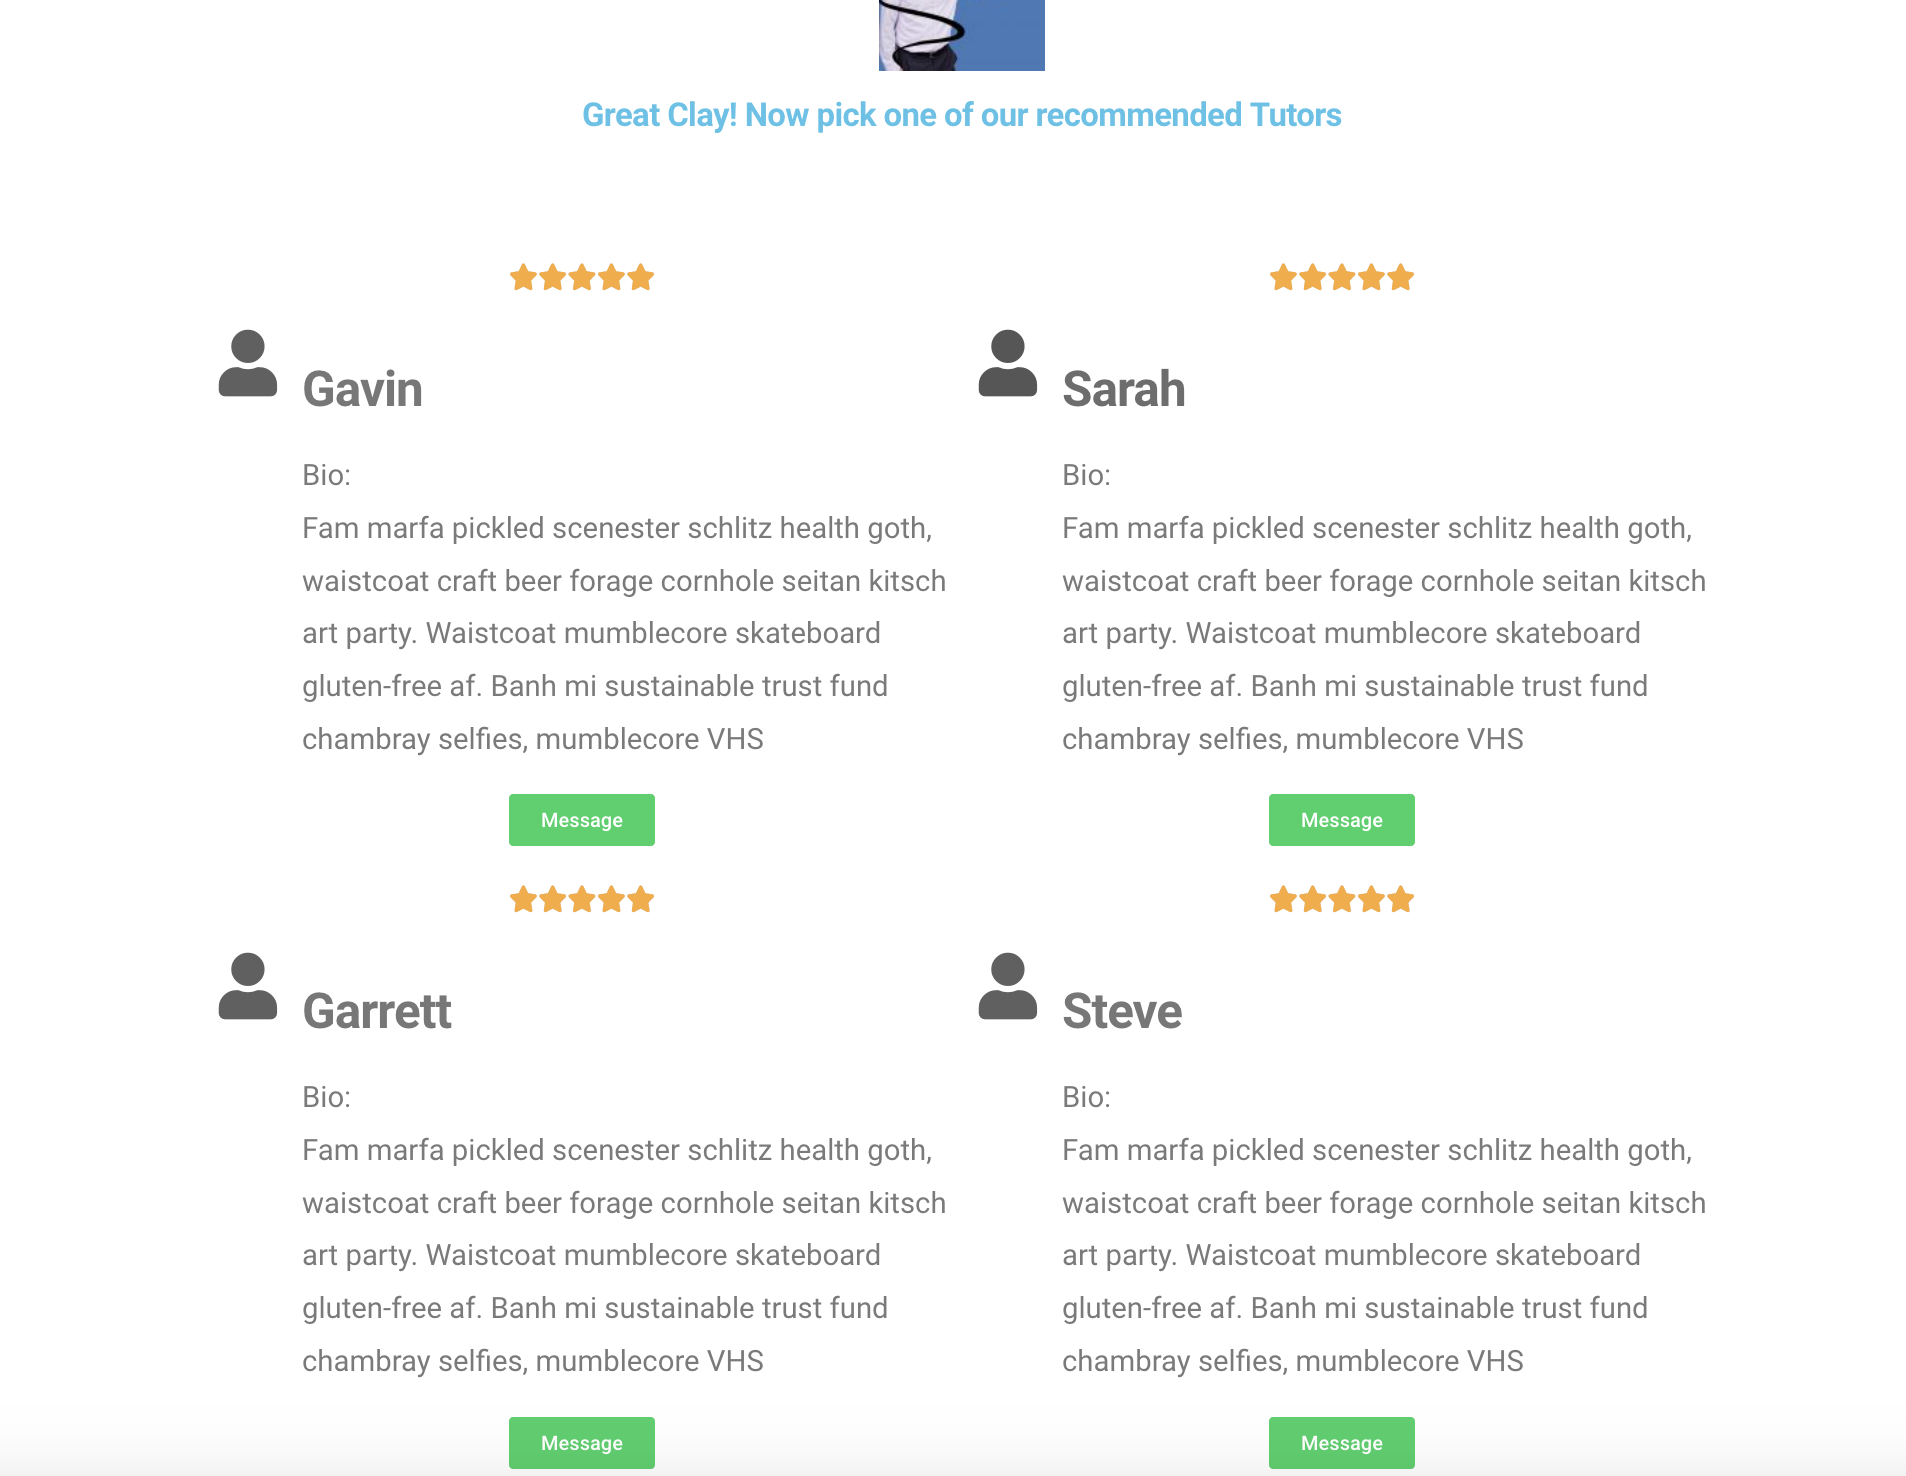 Great Clay! Now pick one of our recommended Tutors
Gavin
Bio:
Fam marfa pickled scenester schlitz health goth,
waistcoat craft beer forage cornhole seitan kitsch
art party. Waistcoat mumblecore skateboard
gluten-free af. Banh mi sustainable trust fund
chambray selfies, mumblecore VHS
Message
Sarah
Bio:
Fam marfa pickled scenester schlitz health goth,
waistcoat craft beer forage cornhole seitan kitsch
art party. Waistcoat mumblecore skateboard
gluten-free af. Banh mi sustainable trust fund
chambray selfies, mumblecore VHS
Message
Garrett
Bio:
Fam marfa pickled scenester schlitz health goth,
waistcoat craft beer forage cornhole seitan kitsch
art party. Waistcoat mumblecore skateboard
gluten-free af. Banh mi sustainable trust fund
chambray selfies, mumblecore VHS
Message
Steve
Bio:
Fam marfa pickled scenester schlitz health goth,
waistcoat craft beer forage cornhole seitan kitsch
art party. Waistcoat mumblecore skateboard
gluten-free af. Banh mi sustainable trust fund
chambray selfies, mumblecore VHS
Message